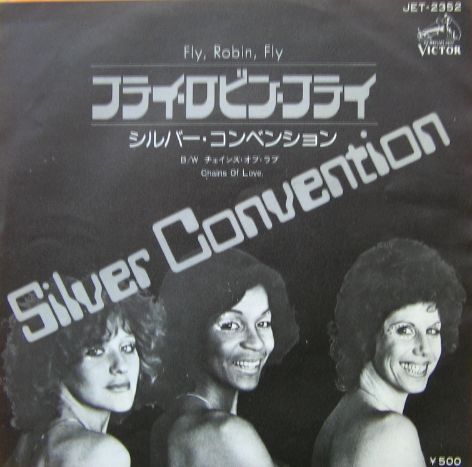 JET-2352
VICTOR
Fly, Robin, Fly
フライ・ロビン・フライ
シルバー・コンベンション
B/W チェインズ・オブ・ラブ
Chains Of Love.
Silver Convention
¥500